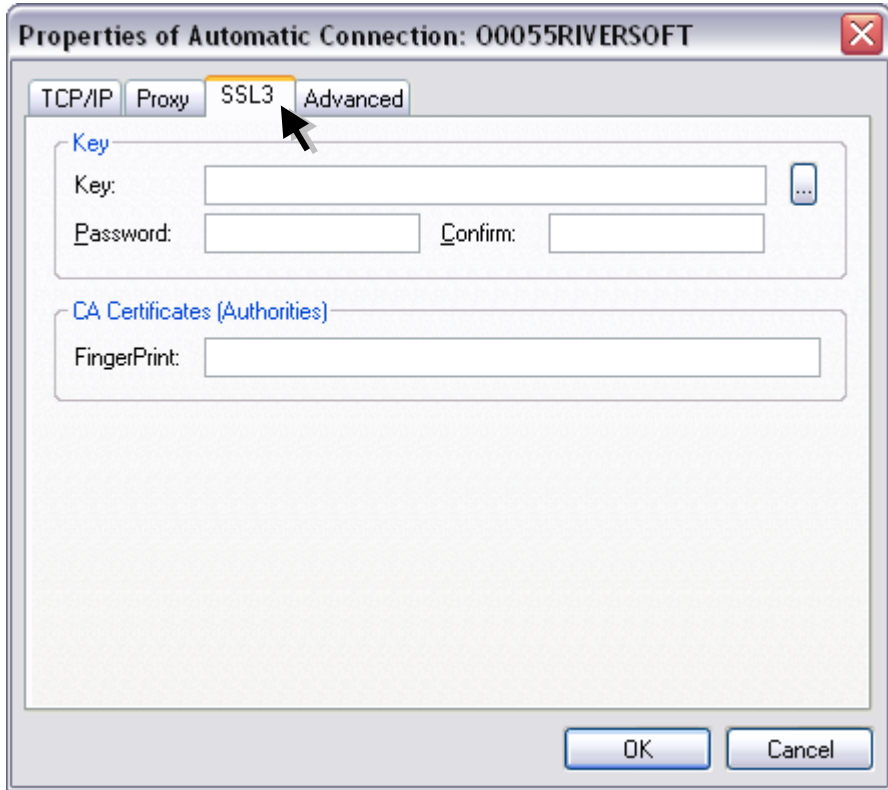 Properties of Automatic Connection: O0055RIVERSOFT
TCP/IP Proxy SSL3 Advanced
Key
Key: ...
Password: Confirm:
CA Certificates (Authorities)
FingerPrint:
OK Cancel